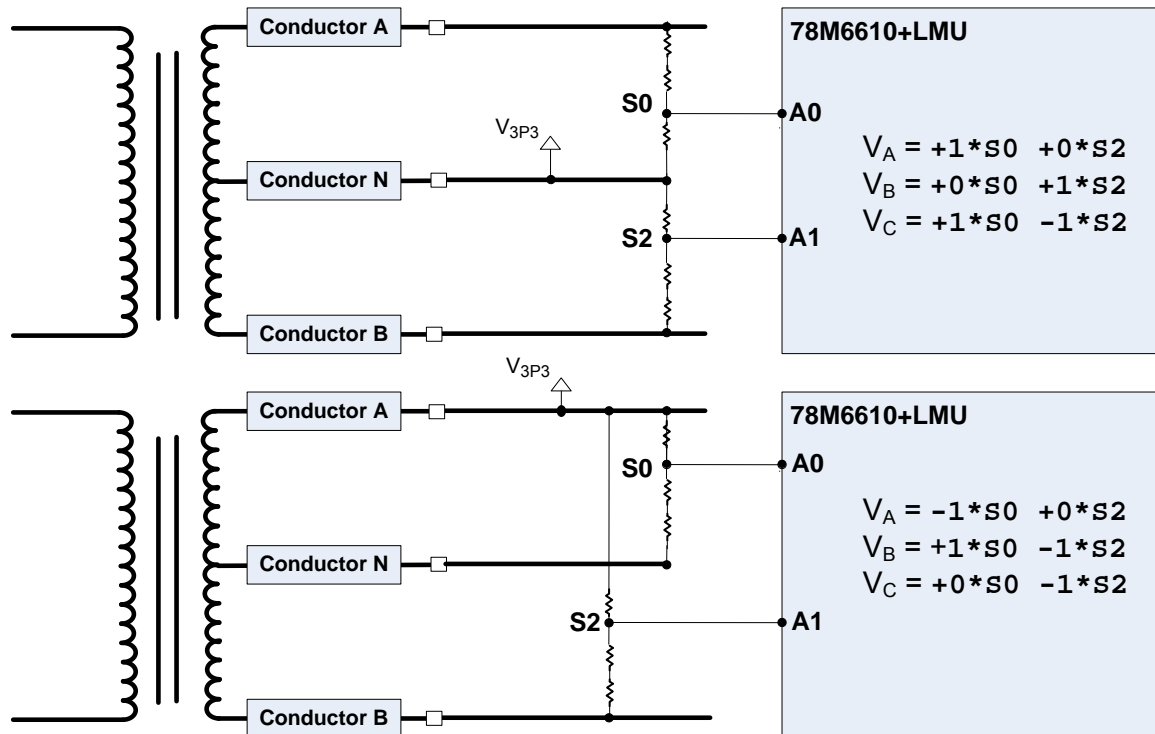 Conductor A
78M6610+LMU
S0
A0
V3P3
VA = +1*S0 +0*S2
Conductor N
VB = +0*S0 +1*S2
VC = +1*S0 -1*S2
S2
A1
Conductor B
V3P3
Conductor A
78M6610+LMU
S0
A0
VA = -1*S0 +0*S2
VB = +1*S0 -1*S2
Conductor N
VC = +0*S0 -1*S2
S2
A1
Conductor B